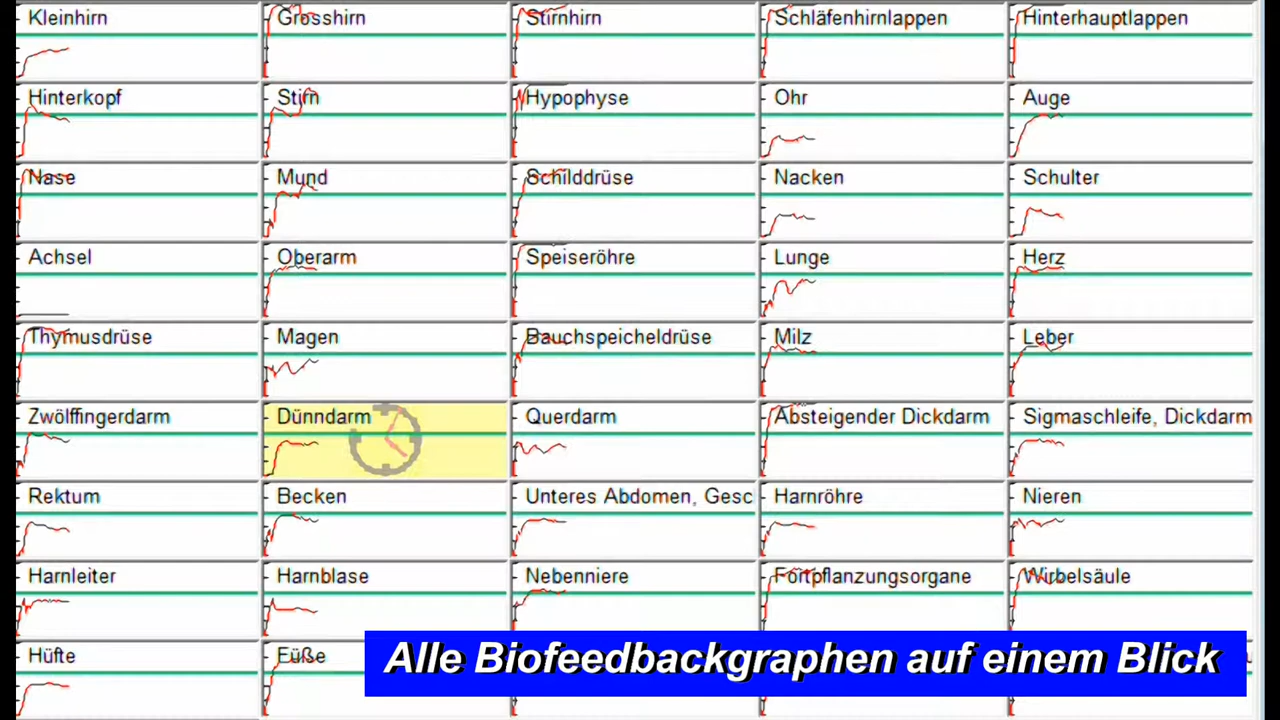 Kleinhirn
Grosshirn
Stirnhirn
Schläfenhirnlappen
Hinterhauptlappen
Hinterkopf
Stirn
Hypophyse
Ohr
Auge
Nase
Mund
Schilddrüse
Nacken
Schulter
Achsel
Oberarm
Speiseröhre
Lunge
Herz
Thymusdrüse
Magen
Bauchspeicheldrüse
Milz
Leber
Zwölffingerdarm
Dünndarm
Querdarm
Absteigender Dickdarm
Sigmaschleife, Dickdarm
Rektum
Becken
Unteres Abdomen, Gesc
Harnröhre
Nieren
Harnleiter
Harnblase
Nebenniere
Fortpflanzungsorgane
Wirbelsäule
Hüfte
Füße
Alle Biofeedbackgraphen auf einem Blick